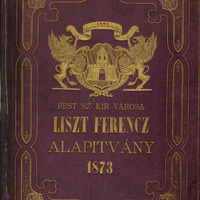 PEST SZ KIR VÁROSA
LISZT FERENCZ
ALAPITVÁNY
1873